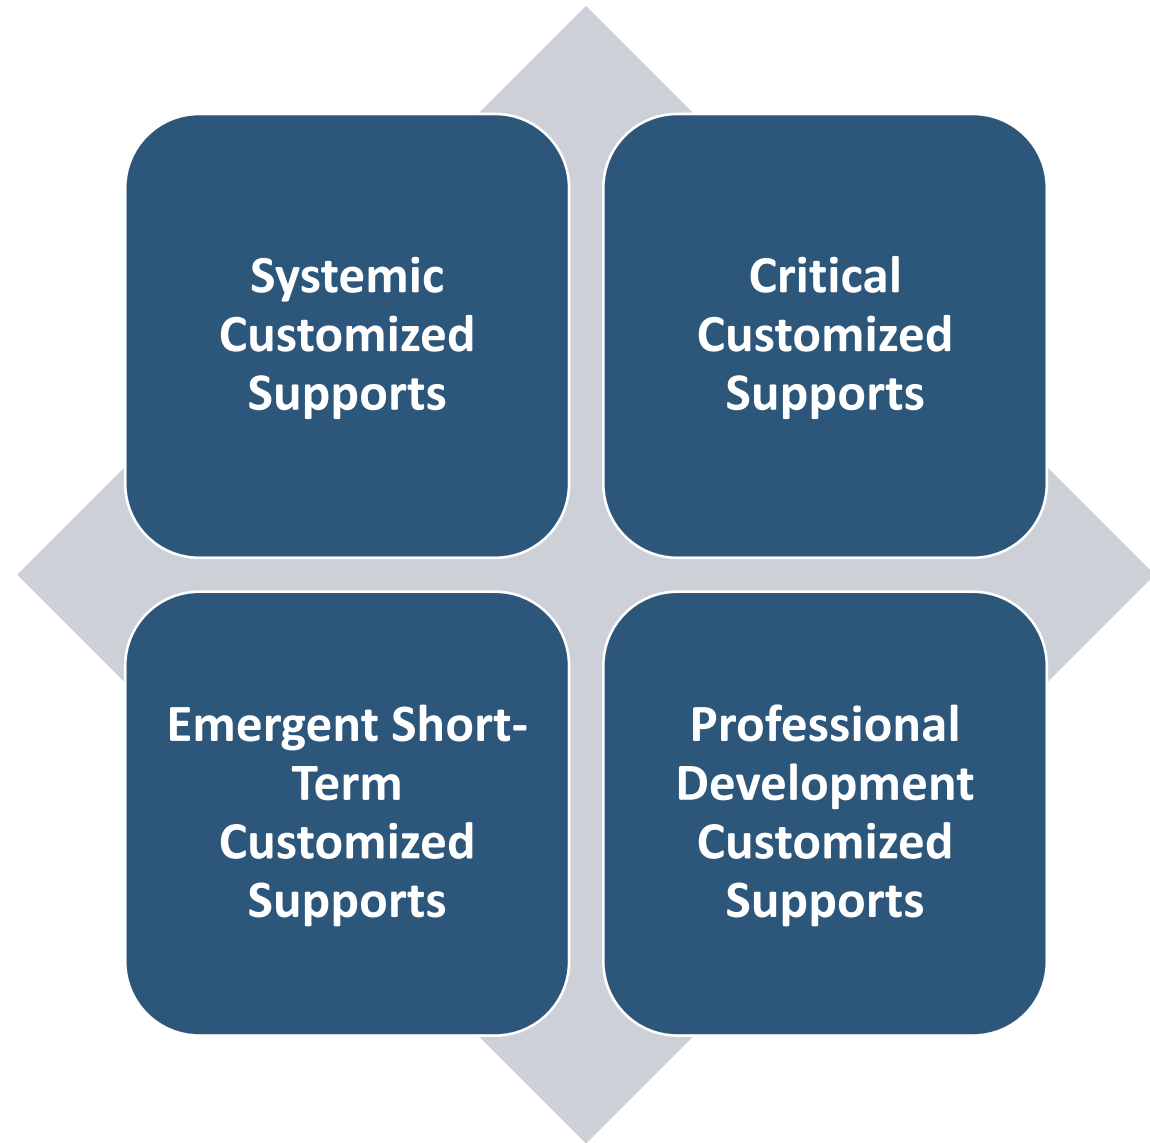 Systemic
Customized
Supports
Critical
Customized
Supports
Emergent Short-
Term
Customized
Supports
Professional
Development
Customized
Supports